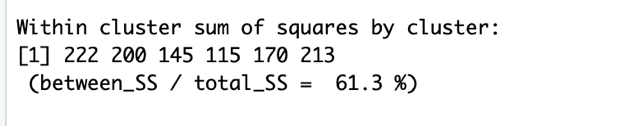 Within cluster sum of squares by cluster:
[1] 222 200 145 115 170 213
(between_SS / total_SS =  61.3 %)